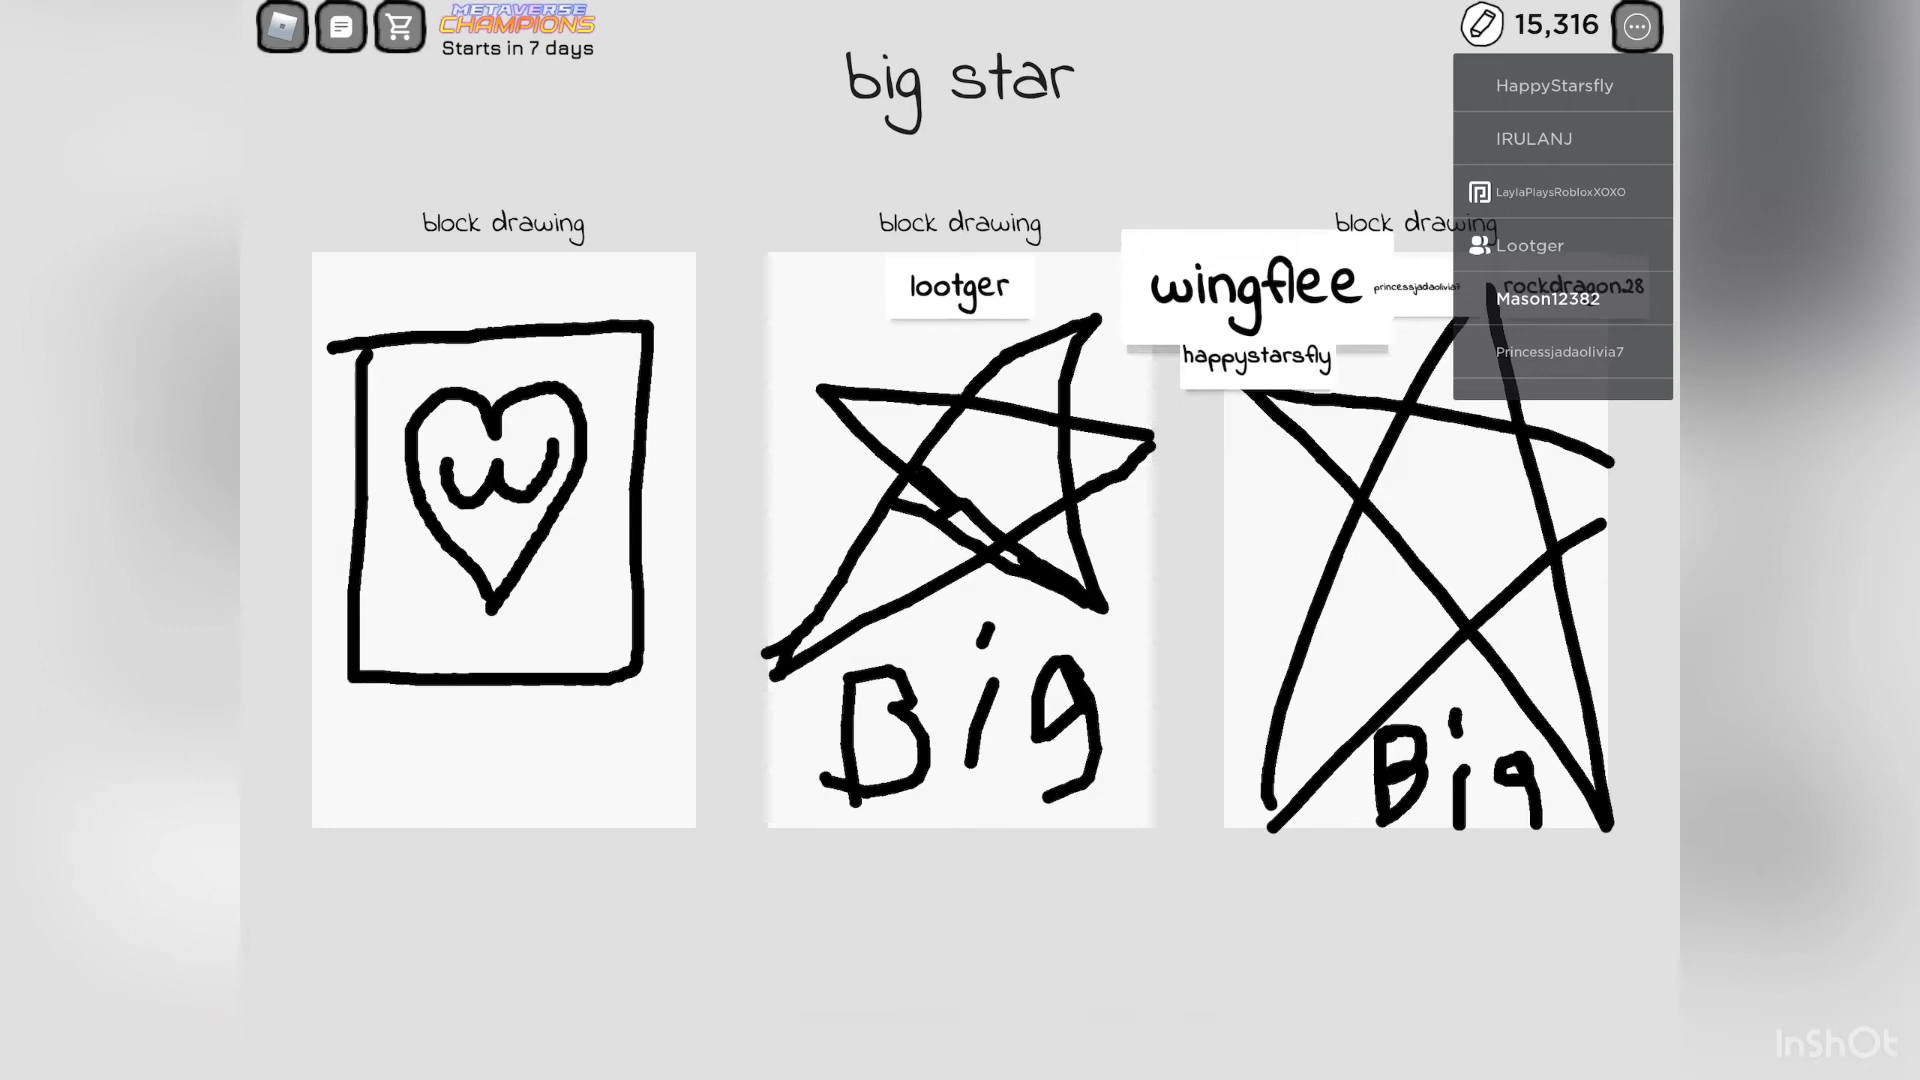 METAVERSE
CHAMPIONS
Starts in 7 days
15,316
big star
HappyStarsfly
IRULANJ
LaylaPlaysRobloxXOXO
Lootger
Mason12382
Princessjadaolivia7
block drawing
block drawing
block drawing
lootger
wingflee
princessjadaolivia7
rockdragon28
happystarsfly
w
Big
Big
InShOt